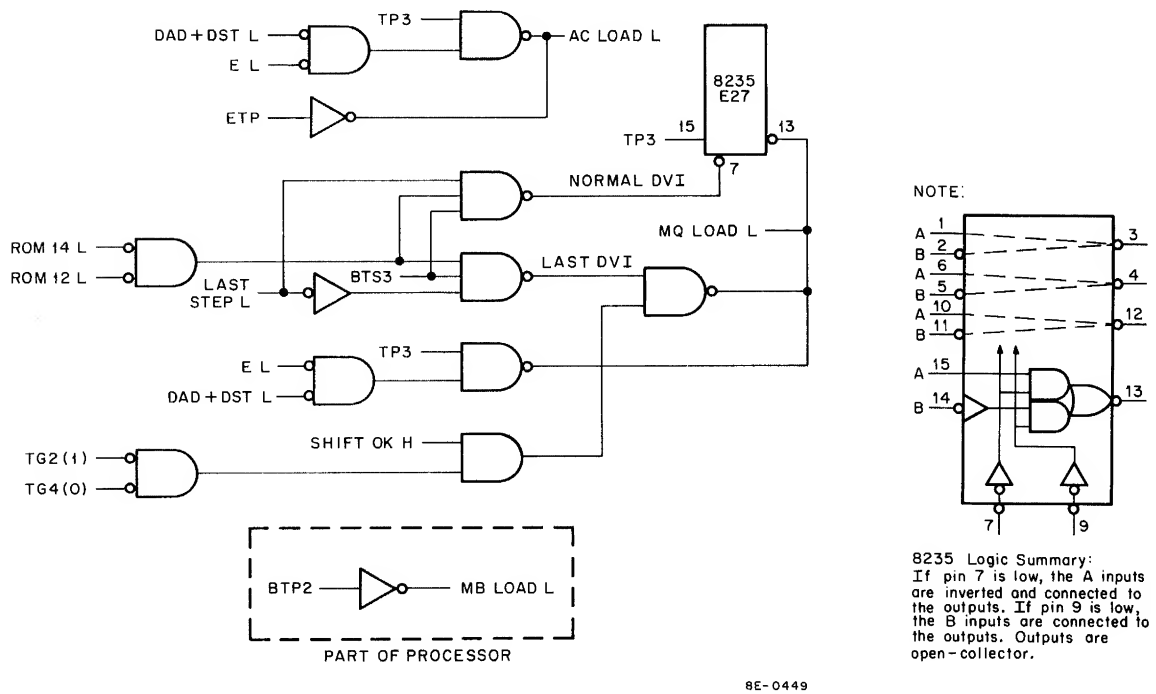 TP3
DAD+DST L
E L
AC LOAD L
ETP
8235
E27
TP3
15
13
7
NORMAL DVI
ROM 14 L
ROM 12 L
MQ LOAD L
BTS3
LAST DVI
LAST
STEP L
TP3
E L
DAD+DST L
SHIFT OK H
TG2(1)
TG4(0)
BTP2
MB LOAD L
PART OF PROCESSOR
NOTE:
A 1
3
B 2
A 6
4
B 5
A 10
12
B 11
A 15
B 14
13
7
9
8235 Logic Summary:
If pin 7 is low, the A inputs
are inverted and connected to
the outputs. If pin 9 is low,
the B inputs are connected to
the outputs. Outputs are
open-collector.
8E-0449